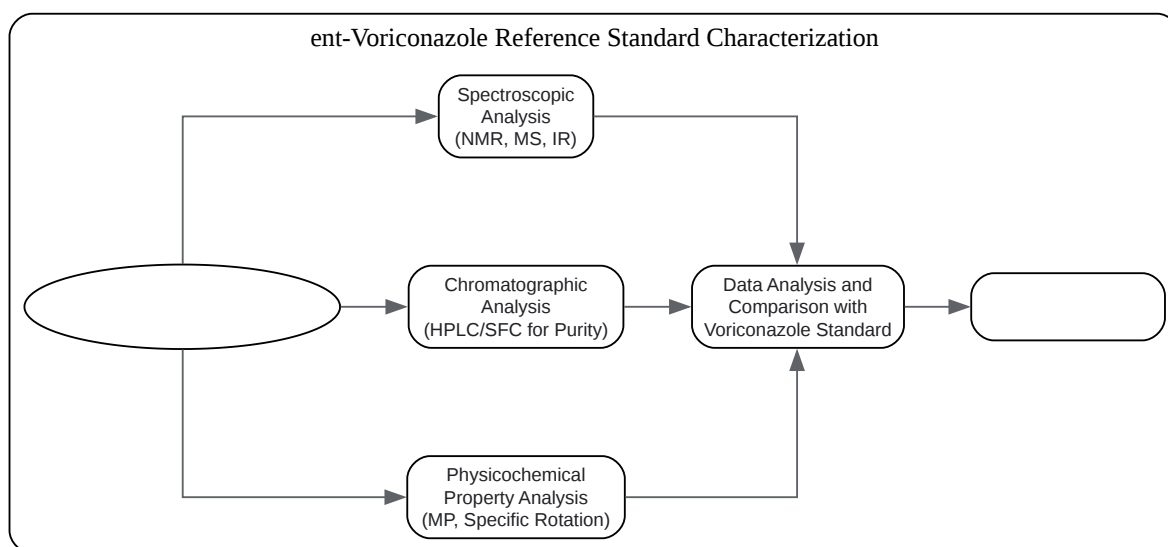 ent-Voriconazole Reference Standard Characterization
Spectroscopic
Analysis
(NMR, MS, IR)
Chromatographic
Analysis
(HPLC/SFC for Purity)
Data Analysis and
Comparison with
Voriconazole Standard
Physicochemical
Property Analysis
(MP, Specific Rotation)